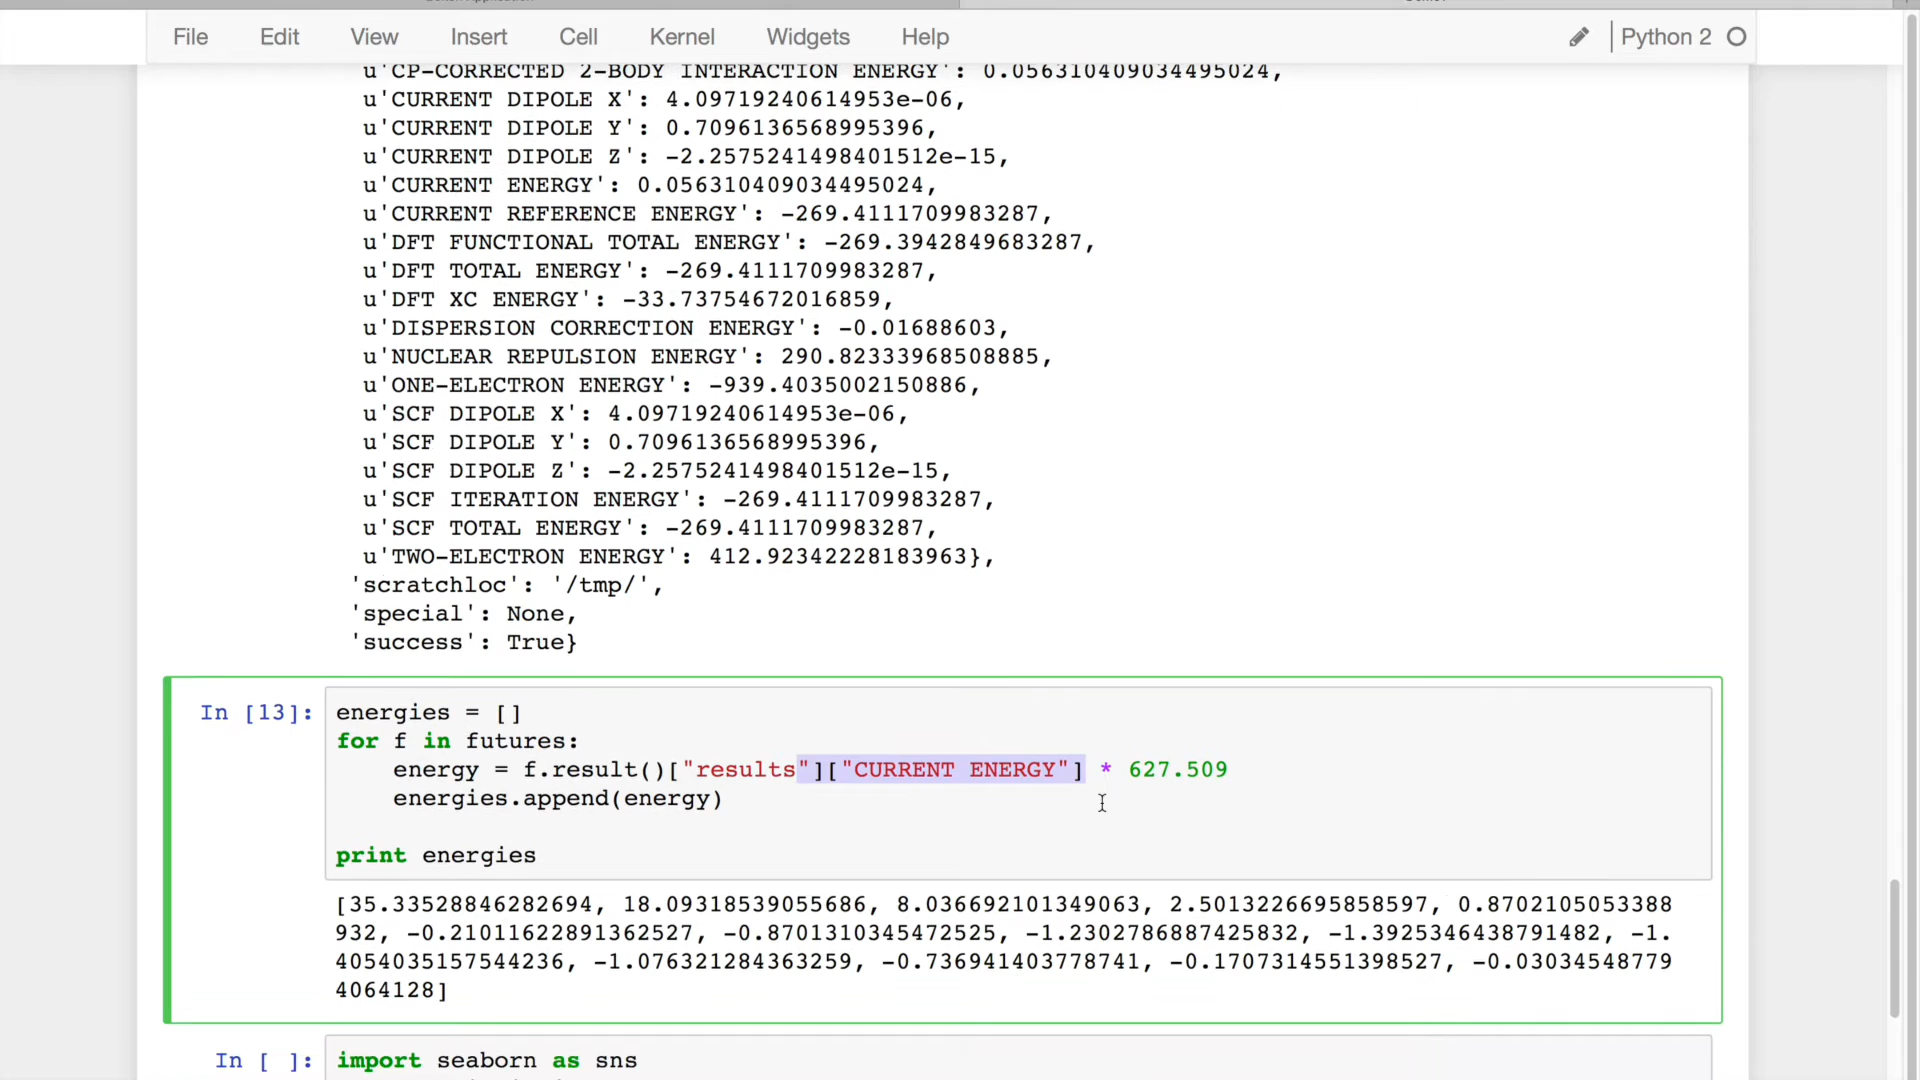 File Edit View Insert Cell Kernel Widgets Help Python 2
u'CP-CORRECTED 2-BODY INTERACTION ENERGY': 0.056310409034495024,
u'CURRENT DIPOLE X': 4.09719240614953e-06,
u'CURRENT DIPOLE Y': 0.7096136568995396,
u'CURRENT DIPOLE Z': -2.2575241498401512e-15,
u'CURRENT ENERGY': 0.056310409034495024,
u'CURRENT REFERENCE ENERGY': -269.4111709983287,
u'DFT FUNCTIONAL TOTAL ENERGY': -269.3942849683287,
u'DFT TOTAL ENERGY': -269.4111709983287,
u'DFT XC ENERGY': -33.73754672016859,
u'DISPERSION CORRECTION ENERGY': -0.01688603,
u'NUCLEAR REPULSION ENERGY': 290.82333968508885,
u'ONE-ELECTRON ENERGY': -939.4035002150886,
u'SCF DIPOLE X': 4.09719240614953e-06,
u'SCF DIPOLE Y': 0.7096136568995396,
u'SCF DIPOLE Z': -2.2575241498401512e-15,
u'SCF ITERATION ENERGY': -269.4111709983287,
u'SCF TOTAL ENERGY': -269.4111709983287,
u'TWO-ELECTRON ENERGY': 412.92342228183963},
'scratchloc': '/tmp/',
'special': None,
'success': True}
In [13]: energies = []
for f in futures:
energy = f.result()["results"]["CURRENT ENERGY"] * 627.509
energies.append(energy)
print energies
[35.33528846282694, 18.09318539055686, 8.036692101349063, 2.5013226695858597, 0.8702105053388
932, -0.21011622891362527, -0.8701310345472525, -1.2302786887425832, -1.3925346438791482, -1.
4054035157544236, -1.076321284363259, -0.736941403778741, -0.1707314551398527, -0.03034548779
4064128]
In [ ]: import seaborn as sns